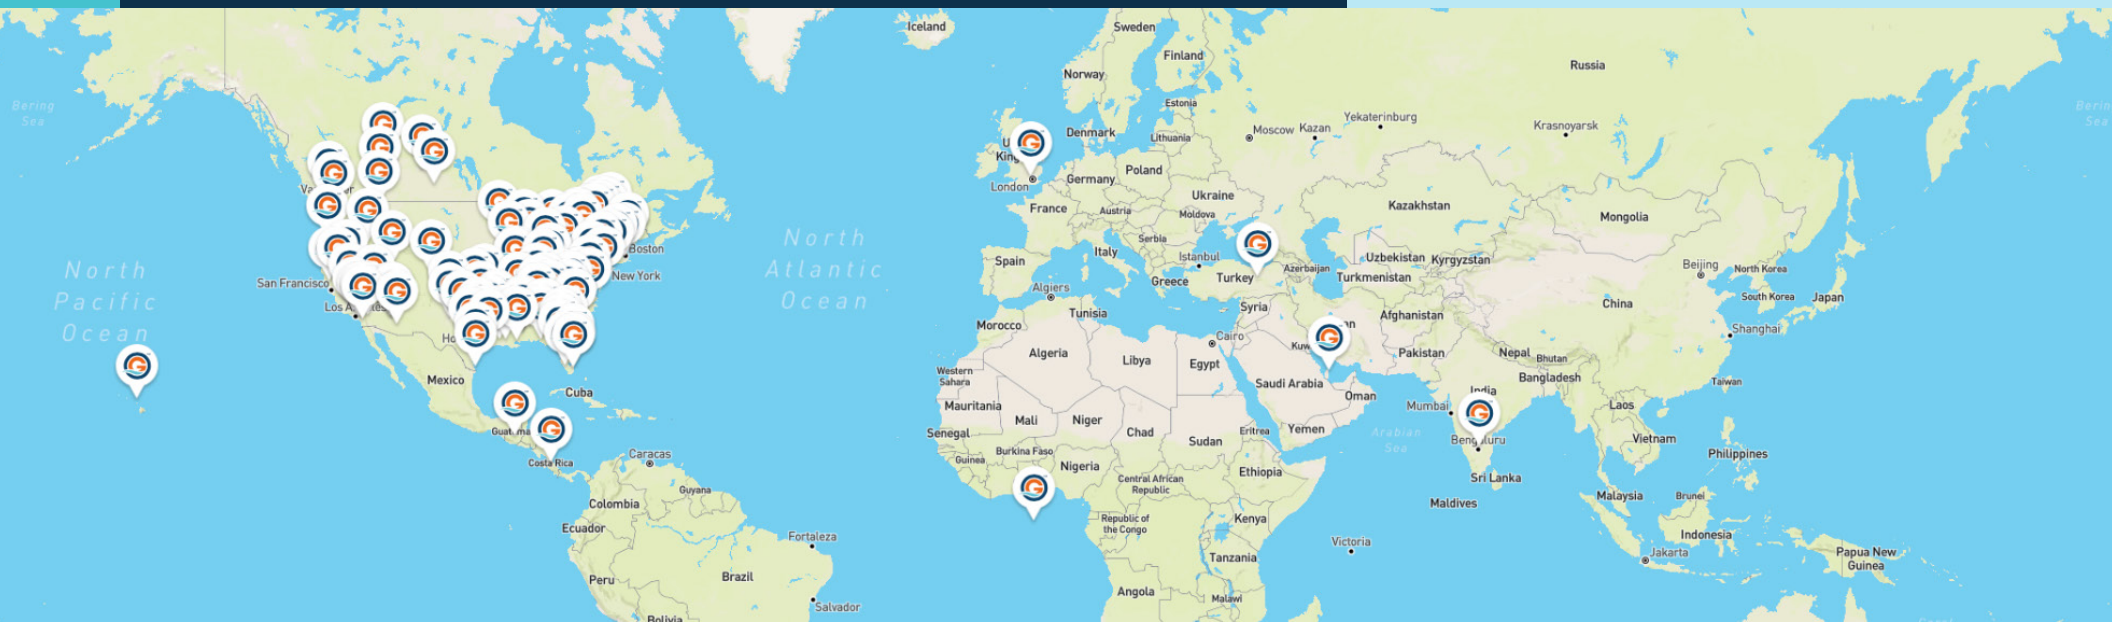 Iceland
Sweden
Finland
Norway
Russia
Bering
Sea
Bering
Sea
Estonia
Yekaterinburg
Moscow
Kazan
Krasnoyarsk
Denmark
Lithuania
London
Germany
Poland
Ukraine
France
Austria
Moldova
Kazakhstan
Mongolia
Serbia
Italy
Istanbul
Spain
Greece
Turkey
Azerbaijan
Uzbekistan
Kyrgyzstan
Turkmenistan
Beijing
North Korea
South Korea
Japan
China
Shanghai
North
Atlantic
Ocean
North
Pacific
Ocean
Boston
New York
San Francisco
Algiers
Tunisia
Morocco
Syria
Afghanistan
Cairo
Algeria
Libya
Egypt
Pakistan
Nepal
Bhutan
Bangladesh
Taiwan
Western
Sahara
Saudi Arabia
Oman
India
Mumbai
Mexico
Cuba
Mauritania
Mali
Niger
Chad
Sudan
Eritrea
Yemen
Arabian
Sea
Laos
Vietnam
Philippines
Senegal
Guinea
Burkina Faso
Nigeria
Central African
Republic
Ethiopia
Sri Lanka
Maldives
Costa Rica
Caracas
Guyana
Colombia
Ecuador
Malaysia
Brunei
Indonesia
Jakarta
Papua New
Guinea
Republic of
the Congo
Kenya
Tanzania
Victoria
Fortaleza
Brazil
Peru
Salvador
Bolivia
Angola
Malawi